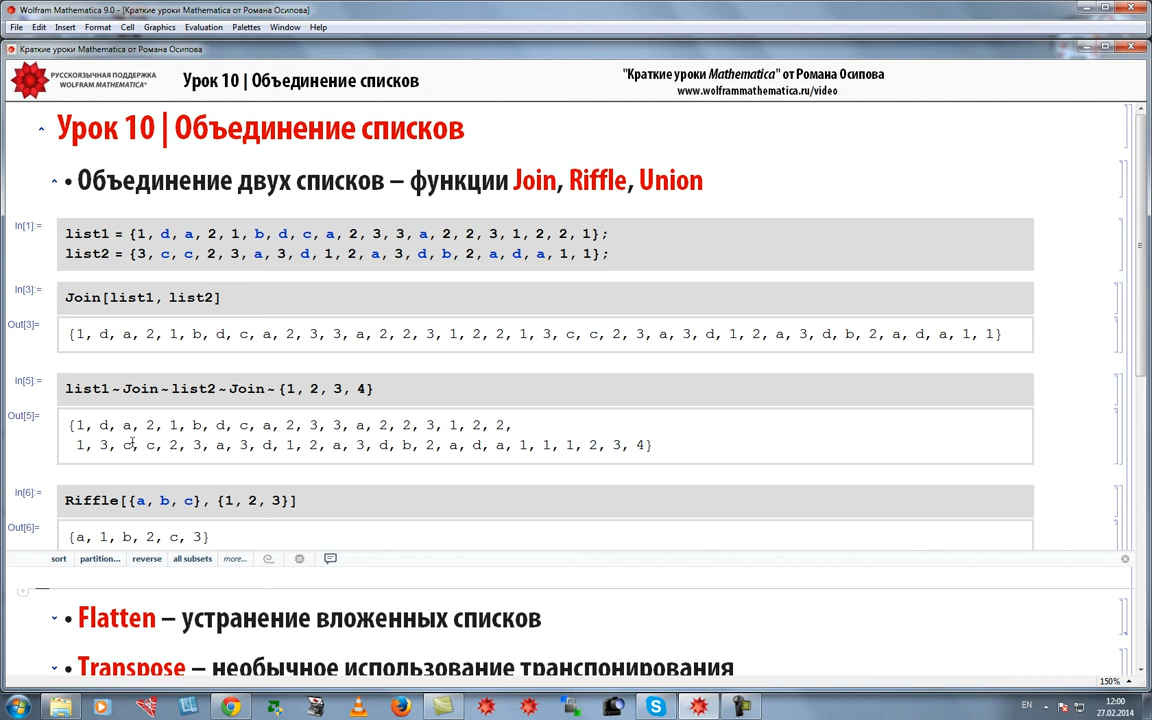 Wolfram Mathematica 9.0 - [Краткие уроки Mathematica от Романа Осипова]
File Edit Insert Format Cell Graphics Evaluation Palettes Window Help
Краткие уроки Mathematica от Романа Осипова
РУССКОЯЗЫЧНАЯ ПОДДЕРЖКА
WOLFRAM MATHEMATICA®
Урок 10 | Объединение списков
"Краткие уроки Mathematica" от Романа Осипова
www.wolframmathematica.ru/video
Урок 10 | Объединение списков
• Объединение двух списков – функции Join, Riffle, Union
In[1]:=
list1 = {1, d, a, 2, 1, b, d, c, a, 2, 3, 3, a, 2, 2, 3, 1, 2, 2, 1};
list2 = {3, c, c, 2, 3, a, 3, d, 1, 2, a, 3, d, b, 2, a, d, a, 1, 1};
In[3]:=
Join[list1, list2]
Out[3]=
{1, d, a, 2, 1, b, d, c, a, 2, 3, 3, a, 2, 2, 3, 1, 2, 2, 1, 3, c, c, 2, 3, a, 3, d, 1, 2, a, 3, d, b, 2, a, d, a, 1, 1}
In[5]:=
list1~Join~list2~Join~{1, 2, 3, 4}
Out[5]=
{1, d, a, 2, 1, b, d, c, a, 2, 3, 3, a, 2, 2, 3, 1, 2, 2,
1, 3, c, c, 2, 3, a, 3, d, 1, 2, a, 3, d, b, 2, a, d, a, 1, 1, 1, 2, 3, 4}
In[6]:=
Riffle[{a, b, c}, {1, 2, 3}]
Out[6]=
{a, 1, b, 2, c, 3}
sort partition... reverse all subsets more...
• Flatten – устранение вложенных списков
• Transpose – необычное использование транспонирования
150%
EN
12:00
27.02.2014